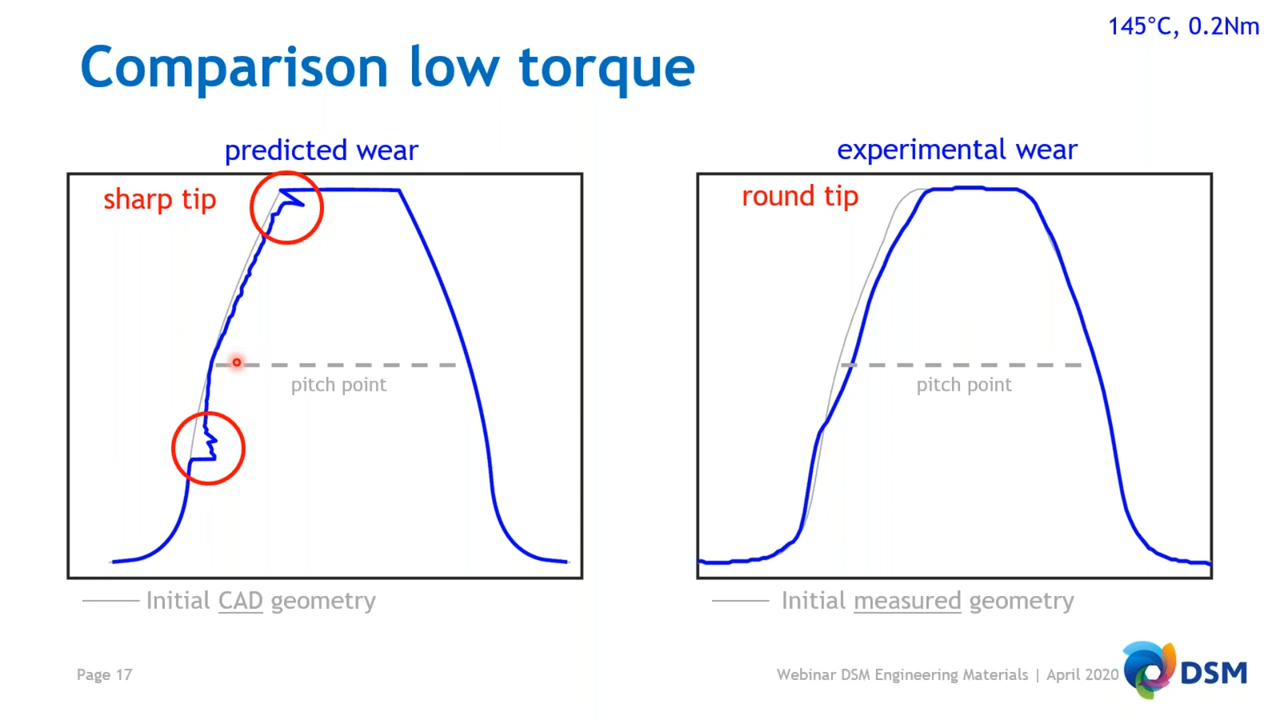 145°C, 0.2Nm
Comparison low torque
predicted wear
experimental wear
sharp tip
round tip
pitch point
pitch point
Initial CAD geometry
Initial measured geometry
Page 17
Webinar DSM Engineering Materials | April 2020
DSM